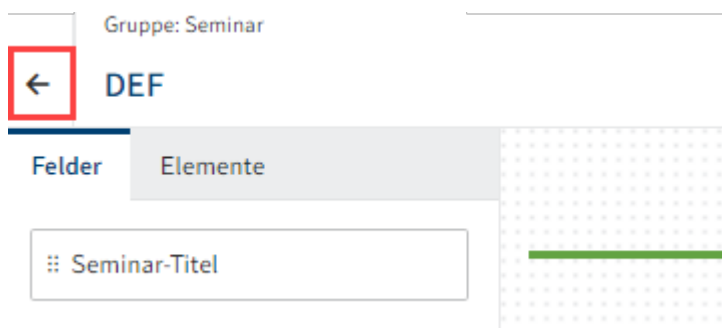 Gruppe: Seminar
DEF
Felder
Elemente
Seminar-Titel